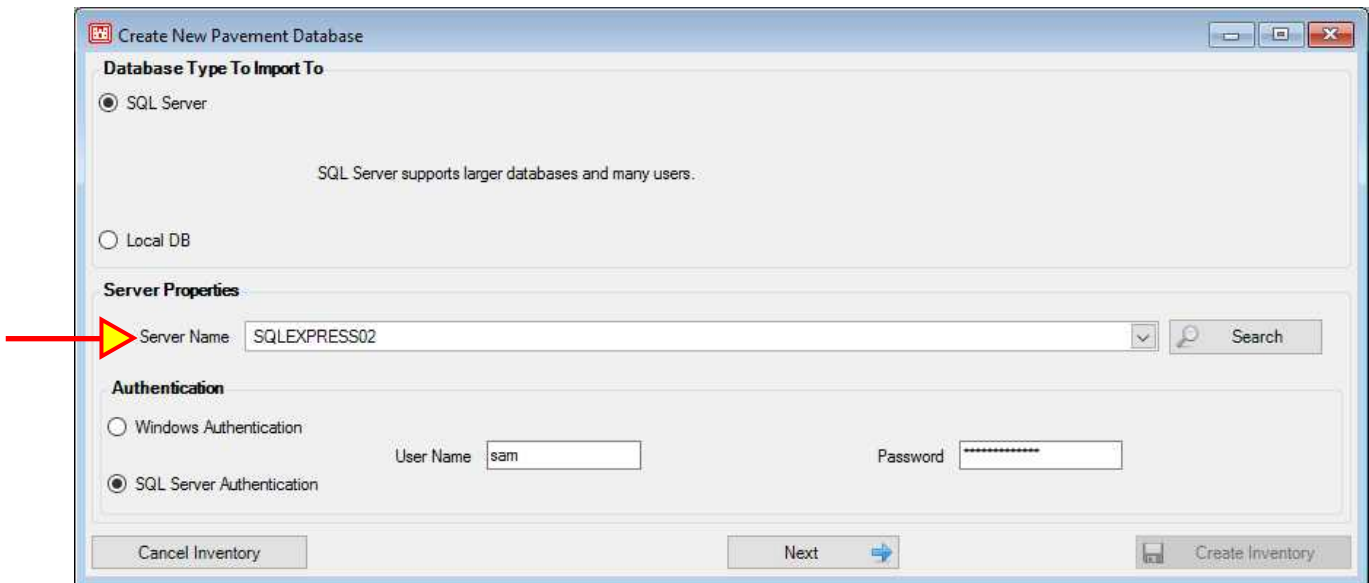 Create New Pavement Database
Database Type To Import To
SQL Server
SQL Server supports larger databases and many users.
Local DB
Server Properties
Server Name SQLEXPRESS02 Search
Authentication
Windows Authentication
User Name sam Password *************
SQL Server Authentication
Cancel Inventory Next Create Inventory